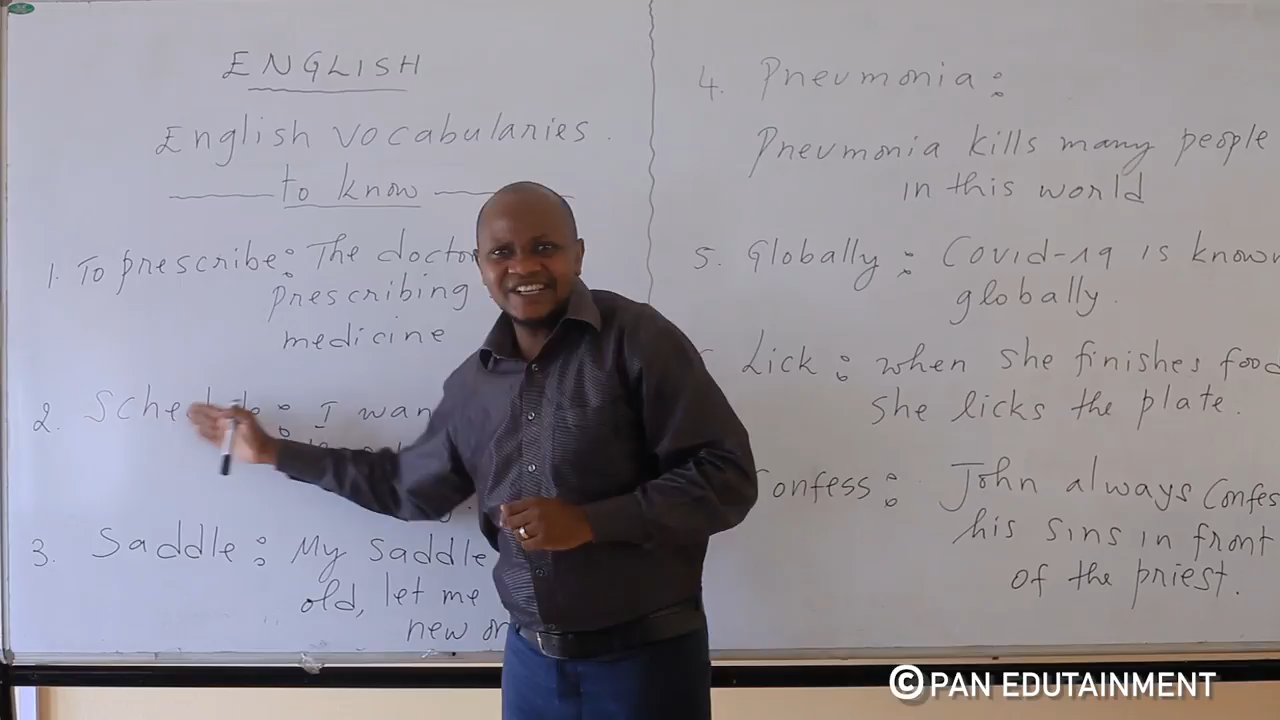 ENGLISH
English vocabularies.
to know
1. To prescribe: The doctor
prescribing
medicine
2. I wan
3. Saddle: My saddle
old, let me
new
4. Pneumonia:
Pneumonia kills many people
in this world
5. Globally: Covid-19 is known
globally.
Lick: when she finishes food
she licks the plate.
onfess: John always Confes
his sins in front
of the priest.
© PAN EDUTAINMENT